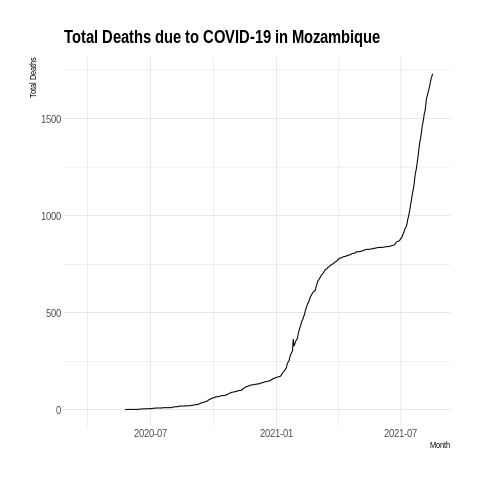 Total Deaths due to COVID-19 in Mozambique
Total Deaths
1500
1000
500
0
2020-07
2021-01
2021-07
Month